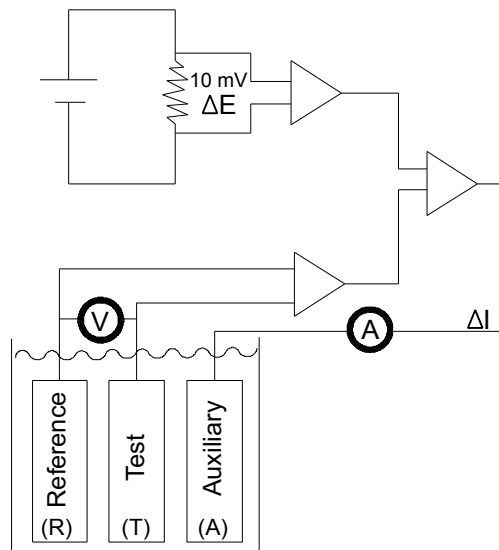 10 mV
ΔE
V
A
ΔI
Reference
(R)
Test
(T)
Auxiliary
(A)